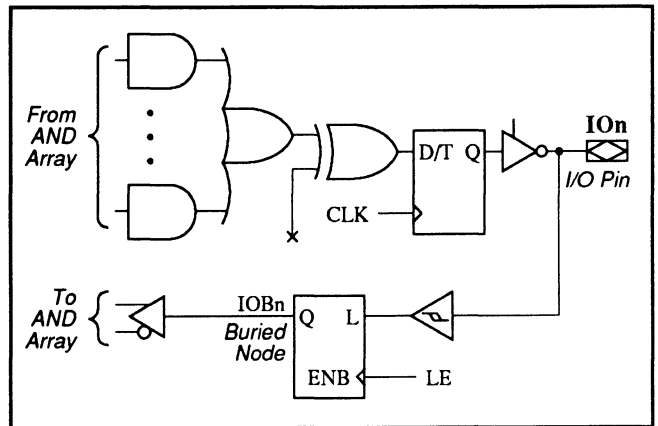 From
AND
Array
D/T Q
CLK
IOn
I/O Pin
To
AND
Array
IOBn
Buried
Node
Q L
ENB
LE